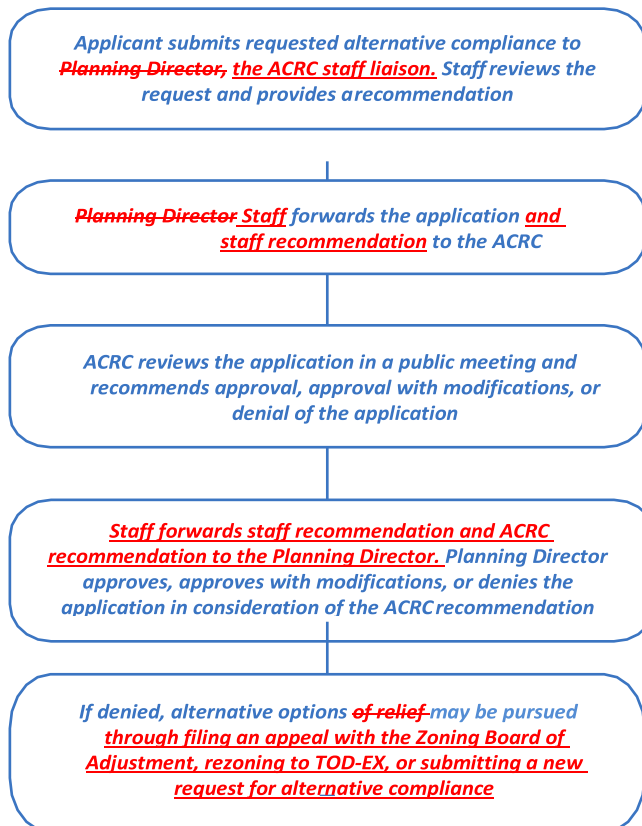 Applicant submits requested alternative compliance to
Planning Director, the ACRC staff liaison. Staff reviews the
request and provides a recommendation
Planning Director Staff forwards the application and
staff recommendation to the ACRC
ACRC reviews the application in a public meeting and
recommends approval, approval with modifications, or
denial of the application
Staff forwards staff recommendation and ACRC
recommendation to the Planning Director. Planning Director
approves, approves with modifications, or denies the
application in consideration of the ACRC recommendation
If denied, alternative options of relief may be pursued
through filing an appeal with the Zoning Board of
Adjustment, rezoning to TOD-EX, or submitting a new
request for alternative compliance